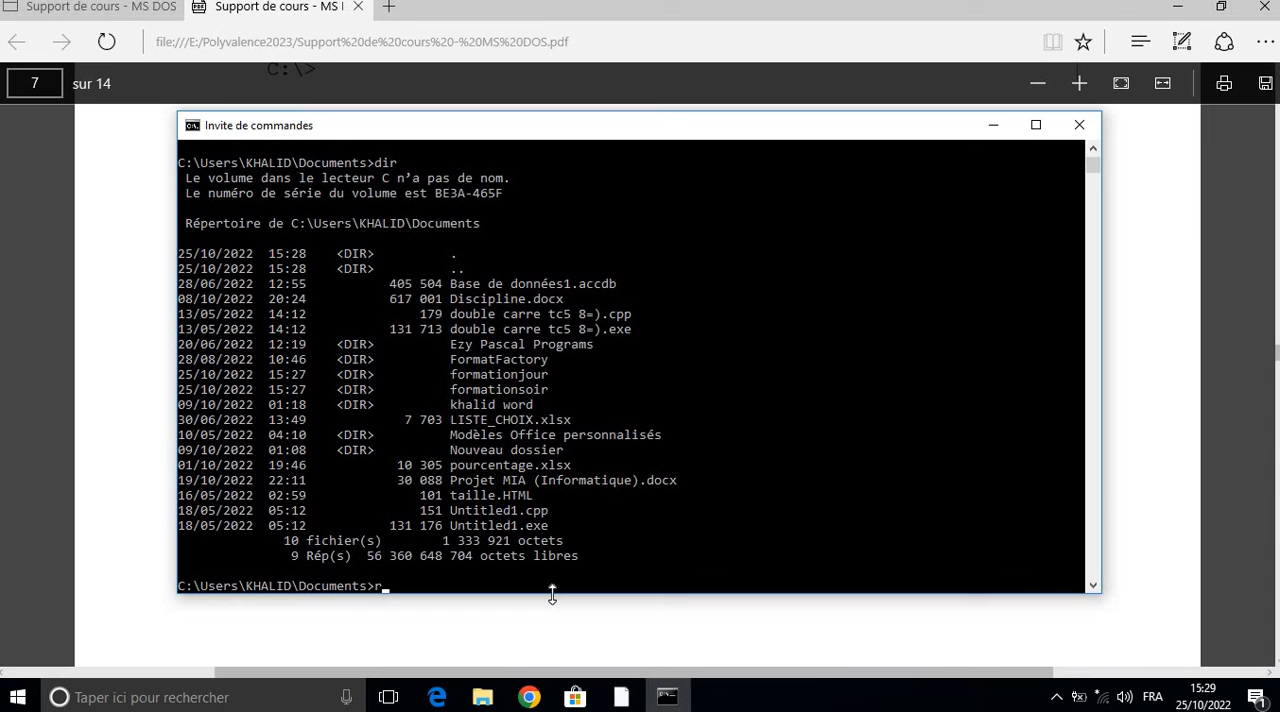 Support de cours - MS DOS
Support de cours - MS I
file:///E:/Polyvalence2023/Support%20de%20cours%20-%20MS%20DOS.pdf
C:\>
7 sur 14
Invite de commandes
C:\Users\KHALID\Documents>dir
Le volume dans le lecteur C n'a pas de nom.
Le numéro de série du volume est BE3A-465F
Répertoire de C:\Users\KHALID\Documents
25/10/2022 15:28 <DIR> .
25/10/2022 15:28 <DIR> ..
28/06/2022 12:55 405 504 Base de données1.accdb
08/10/2022 20:24 617 001 Discipline.docx
13/05/2022 14:12 179 double carre tc5 8=).cpp
13/05/2022 14:12 131 713 double carre tc5 8=).exe
20/06/2022 12:19 <DIR> Ezy Pascal Programs
28/08/2022 10:46 <DIR> FormatFactory
25/10/2022 15:27 <DIR> formationjour
25/10/2022 15:27 <DIR> formationsoir
09/10/2022 01:18 <DIR> khalid word
30/06/2022 13:49 7 703 LISTE_CHOIX.xlsx
10/05/2022 04:10 <DIR> Modèles Office personnalisés
09/10/2022 01:08 <DIR> Nouveau dossier
01/10/2022 19:46 10 305 pourcentage.xlsx
19/10/2022 22:11 30 088 Projet MIA (Informatique).docx
16/05/2022 02:59 101 taille.HTML
18/05/2022 05:12 151 Untitled1.cpp
18/05/2022 05:12 131 176 Untitled1.exe
10 fichier(s) 1 333 921 octets
9 Rép(s) 56 360 648 704 octets libres
C:\Users\KHALID\Documents>r
Taper ici pour rechercher
FRA
15:29
25/10/2022
1